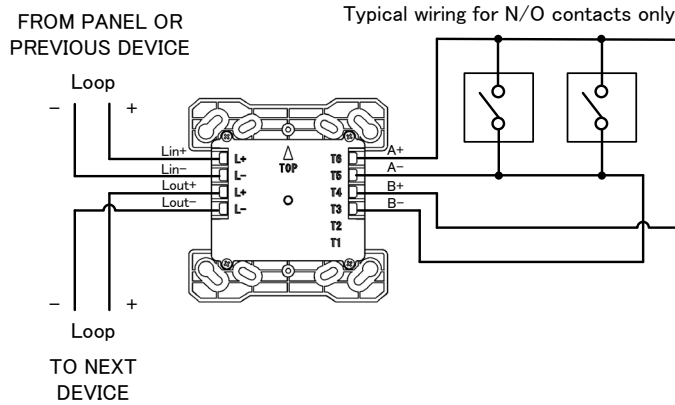 FROM PANEL OR
PREVIOUS DEVICE
Typical wiring for N/O contacts only
Loop
− +
Lin+
Lin−
Lout+
Lout−
L+
L−
L+
L−
TOP
T6
T5
T4
T3
T2
T1
A+
A−
B+
B−
− +
Loop
TO NEXT
DEVICE